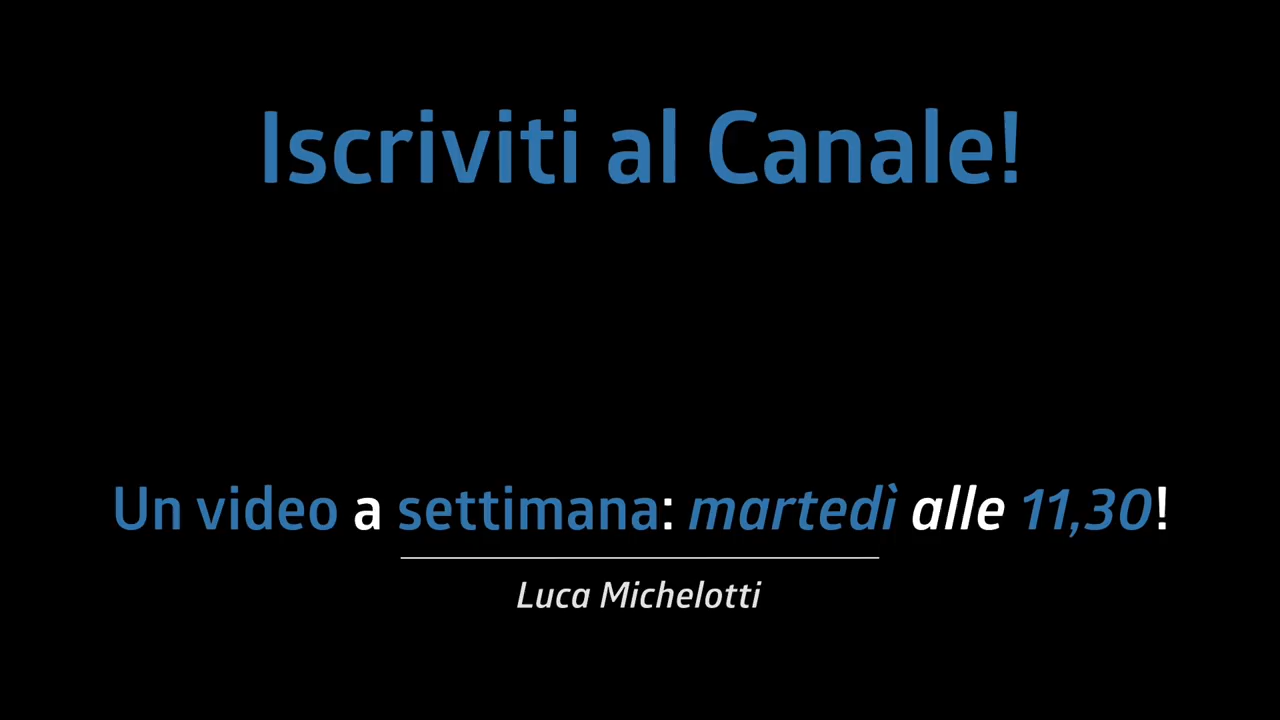 Iscriviti al Canale!
Un video a settimana: martedì alle 11,30!
Luca Michelotti